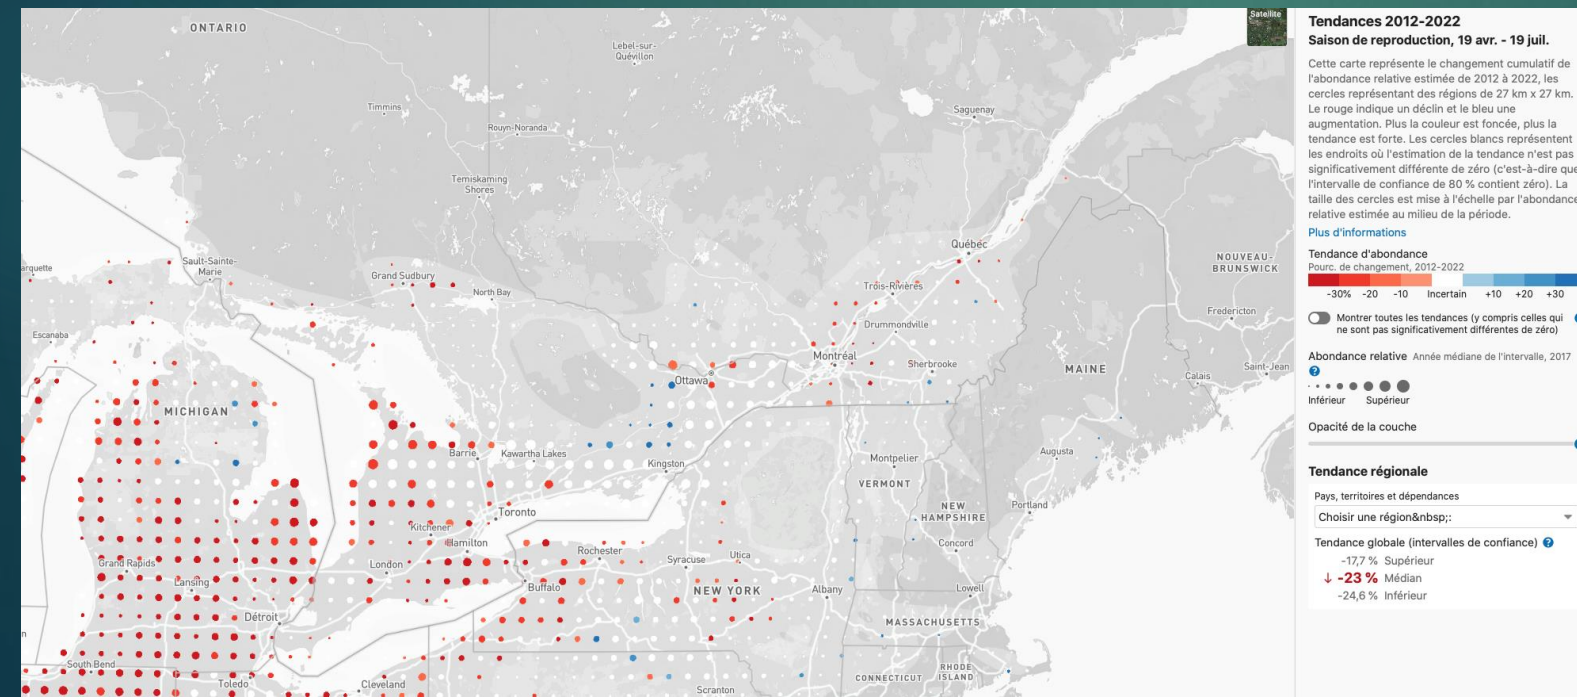 Tendances 2012-2022
Saison de reproduction, 19 avr. - 19 juil.
Cette carte représente le changement cumulatif de
l'abondance relative estimée de 2012 à 2022, les
cercles représentant des régions de 27 km x 27 km.
Le rouge indique un déclin et le bleu une
augmentation. Plus la couleur est foncée, plus la
tendance est forte. Les cercles blancs représentent
les endroits où l'estimation de la tendance n'est pas
significativement différente de zéro (c'est-à-dire que
l'intervalle de confiance de 80 % contient zéro). La
taille des cercles est mise à l'échelle par l'abondance
relative estimée au milieu de la période.
Plus d'informations
Tendance d'abondance
Pourc. de changement, 2012-2022
-30% -20 -10 Incertain +10 +20 +30
Montrer toutes les tendances (y compris celles qui
ne sont pas significativement différentes de zéro)
Abondance relative Année médiane de l'intervalle, 2017
?
Inférieur Supérieur
Opacité de la couche
Tendance régionale
Pays, territoires et dépendances
Choisir une région&nbsp;:
Tendance globale (intervalles de confiance) ?
-17,7 % Supérieur
↓ -23 % Médian
-24,6 % Inférieur
Satellite
ONTARIO
Lebel-sur-
Quévillon
Timmins
Rouyn-Noranda
Saguenay
Temiskaming
Shores
Québec
NOUVEAU-
BRUNSWICK
arquette
Sault-Sainte-
Marie
Grand Sudbury
North Bay
Trois-Rivières
Fredericton
Escanaba
Drummondville
Montréal
Sherbrooke
MAINE
Calais
Saint-Jean
Ottawa
MICHIGAN
Barrie
Kawartha Lakes
Kingston
Montpelier
Augusta
VERMONT
Toronto
NEW
HAMPSHIRE
Portland
Kitchener
Hamilton
Concord
Grand Rapids
Lansing
London
Rochester
Syracuse
Utica
Buffalo
NEW YORK
Albany
Lowell
Détroit
MASSACHUSETTS
South Bend
Toledo
Cleveland
Scranton
CONNECTICUT
RHODE
ISLAND